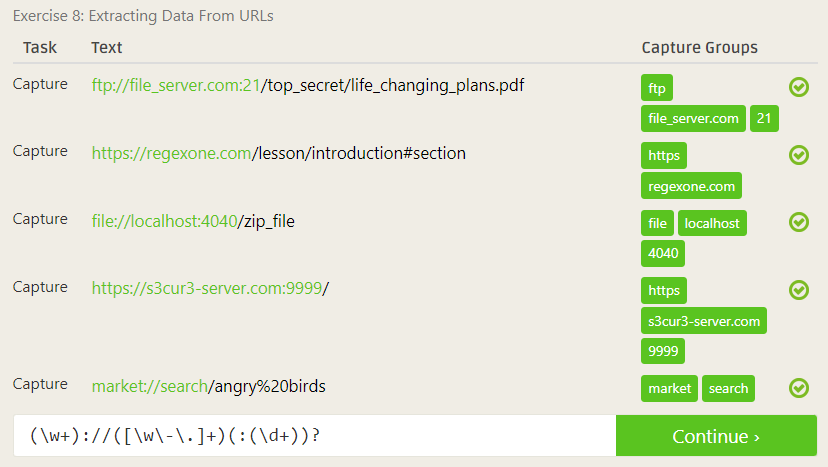 Exercise 8: Extracting Data From URLs
Task Text Capture Groups
Capture ftp://file_server.com:21/top_secret/life_changing_plans.pdf ftp
file_server.com 21
Capture https://regexone.com/lesson/introduction#section https
regexone.com
Capture file://localhost:4040/zip_file file localhost
4040
Capture https://s3cur3-server.com:9999/ https
s3cur3-server.com
9999
Capture market://search/angry%20birds market search
(\w+)://([\w\-\.]+)(:(\d+))? Continue ›